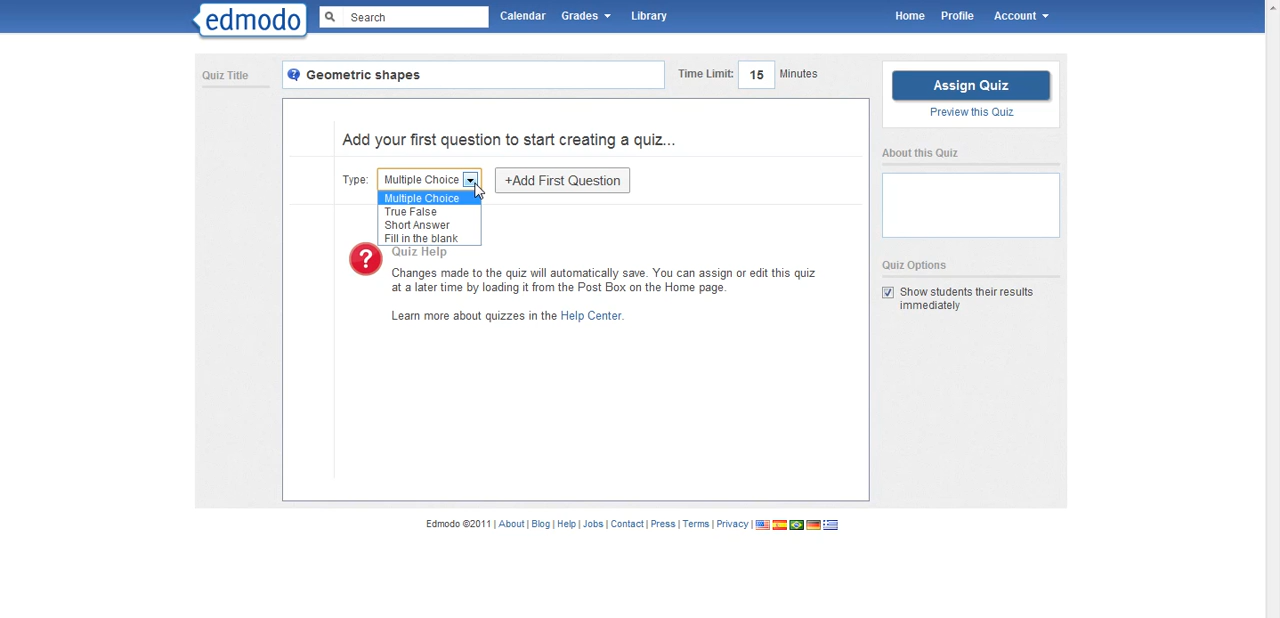 edmodo
Search
Calendar
Grades
Library
Home
Profile
Account
Quiz Title
Geometric shapes
Time Limit:
15
Minutes
Assign Quiz
Preview this Quiz
Add your first question to start creating a quiz...
Type:
Multiple Choice
+Add First Question
Multiple Choice
True False
Short Answer
Fill in the blank
?
Quiz Help
Changes made to the quiz will automatically save. You can assign or edit this quiz
at a later time by loading it from the Post Box on the Home page.
Learn more about quizzes in the Help Center.
About this Quiz
Quiz Options
Show students their results
immediately
Edmodo ©2011 | About | Blog | Help | Jobs | Contact | Press | Terms | Privacy |